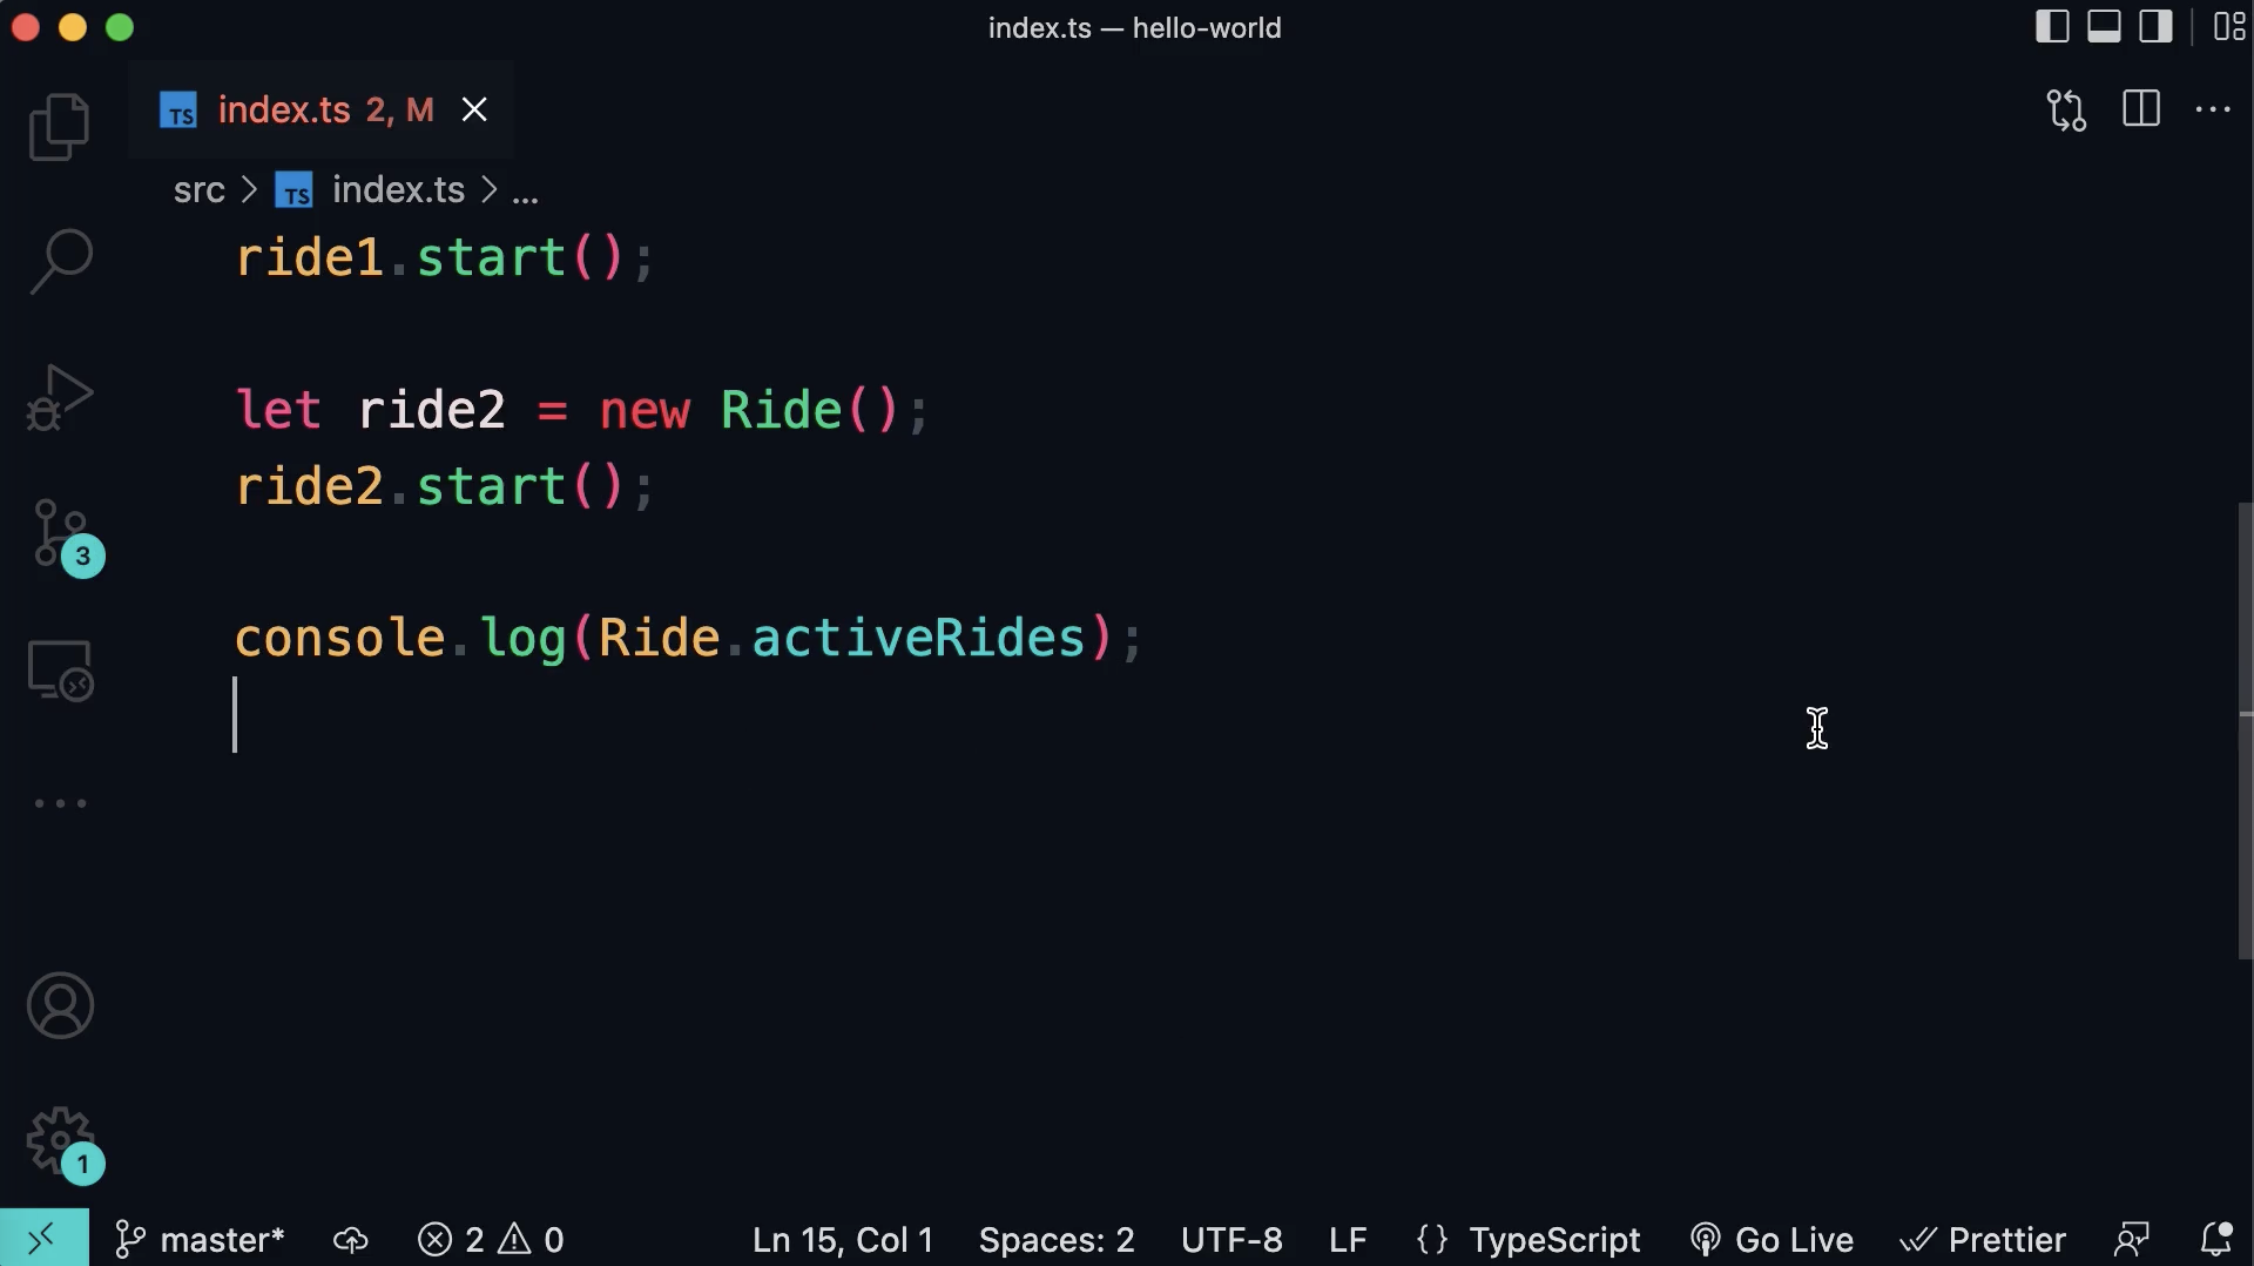 index.ts — hello-world
TS index.ts 2, M
src > TS index.ts > ...
ride1.start();
let ride2 = new Ride();
ride2.start();
console.log(Ride.activeRides);
3
1
master* 2 0 Ln 15, Col 1 Spaces: 2 UTF-8 LF {} TypeScript Go Live Prettier